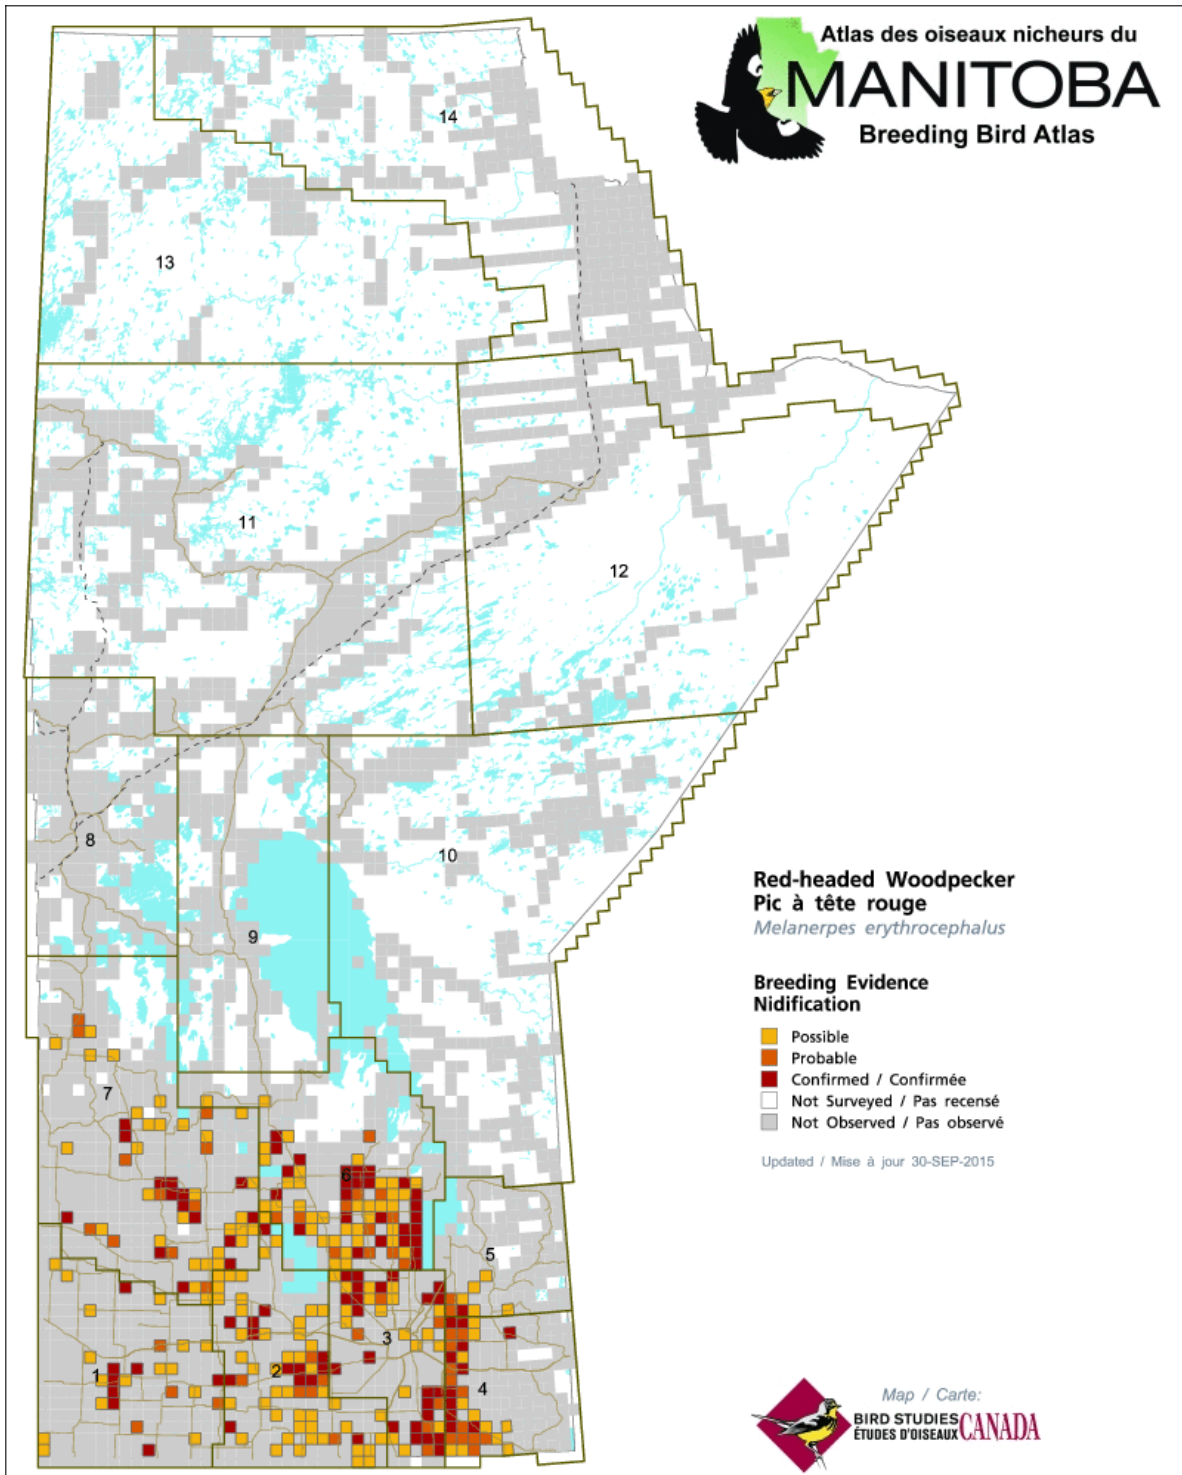 Atlas des oiseaux nicheurs du
MANITOBA
Breeding Bird Atlas
14
13
11
12
8
10
9
Red-headed Woodpecker
Pic à tête rouge
Melanerpes erythrocephalus
Breeding Evidence
Nidification
Possible
Probable
Confirmed / Confirmée
Not Surveyed / Pas recensé
Not Observed / Pas observé
Updated / Mise à jour 30-SEP-2015
7
6
5
3
1
2
4
Map / Carte:
BIRD STUDIES
ÉTUDES D'OISEAUX CANADA